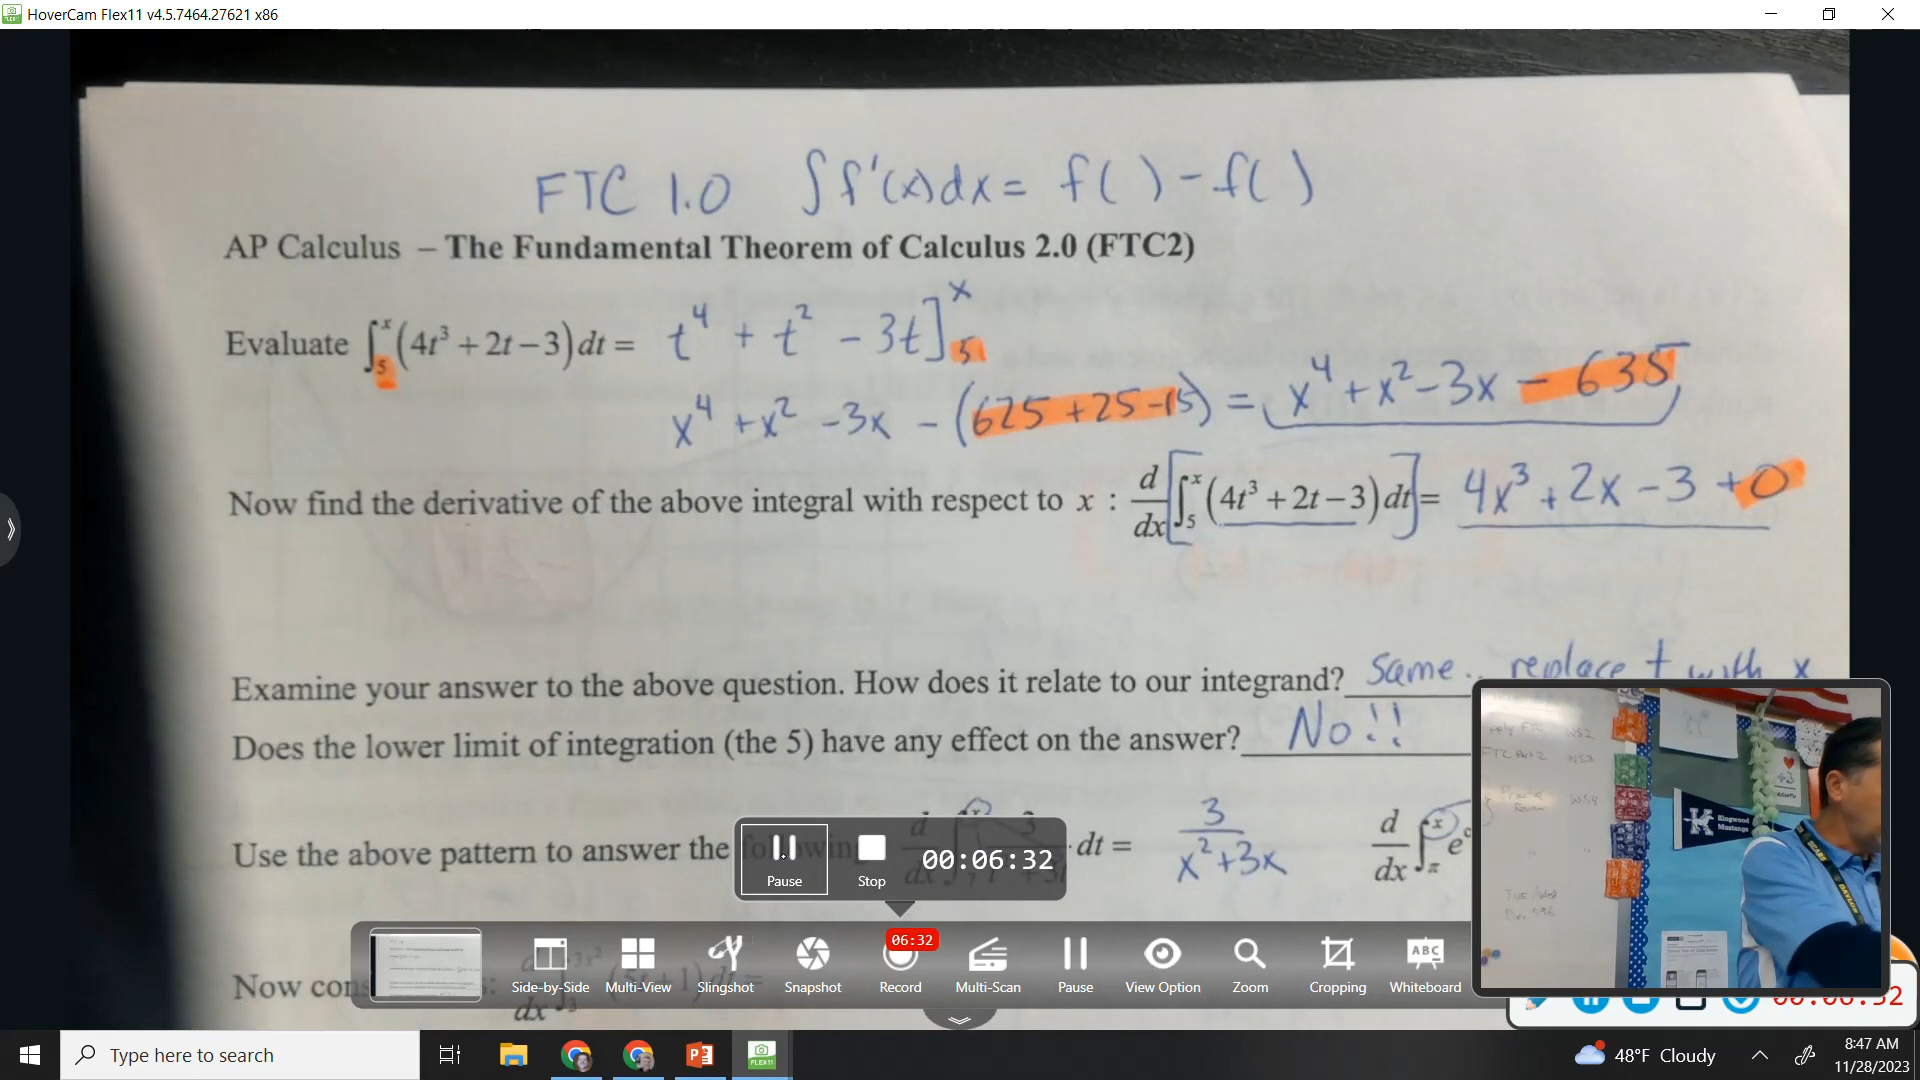 HoverCam Flex11 v4.5.7464.27621 x86
FTC 1.0 ∫f'(x)dx = f( ) - f( )
AP Calculus – The Fundamental Theorem of Calculus 2.0 (FTC2)
Evaluate ∫₅ˣ(4t³+2t−3)dt = t⁴ + t² - 3t]₅ˣ
x⁴ + x² - 3x - (625 + 25 - 15) = x⁴ + x² - 3x - 635
Now find the derivative of the above integral with respect to x : d/dx[∫₅ˣ(4t³+2t−3)dt] = 4x³ + 2x - 3 + 0
Examine your answer to the above question. How does it relate to our integrand? Same.. replace t with x
Does the lower limit of integration (the 5) have any effect on the answer? No!!
Use the above pattern to answer the dt = 3/(x²+3x) d/dx ∫
Pause
Stop
00:06:32
Now
06:32
Side-by-Side
Multi-View
Slingshot
Snapshot
Record
Multi-Scan
Pause
View Option
Zoom
Cropping
ABC
Whiteboard
Kingwood
Mustangs
Type here to search
FLEX11
48°F Cloudy
8:47 AM
11/28/2023